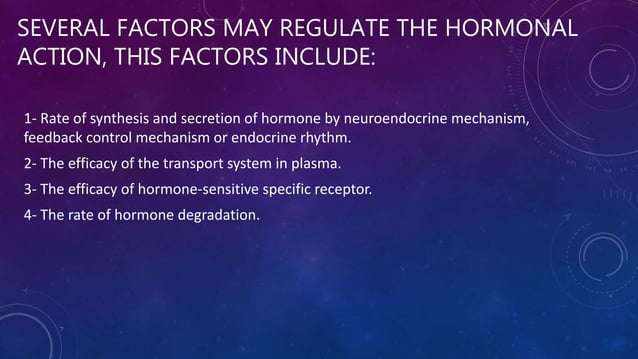 SEVERAL FACTORS MAY REGULATE THE HORMONAL
ACTION, THIS FACTORS INCLUDE:
1- Rate of synthesis and secretion of hormone by neuroendocrine mechanism,
feedback control mechanism or endocrine rhythm.
2- The efficacy of the transport system in plasma.
3- The efficacy of hormone-sensitive specific receptor.
4- The rate of hormone degradation.